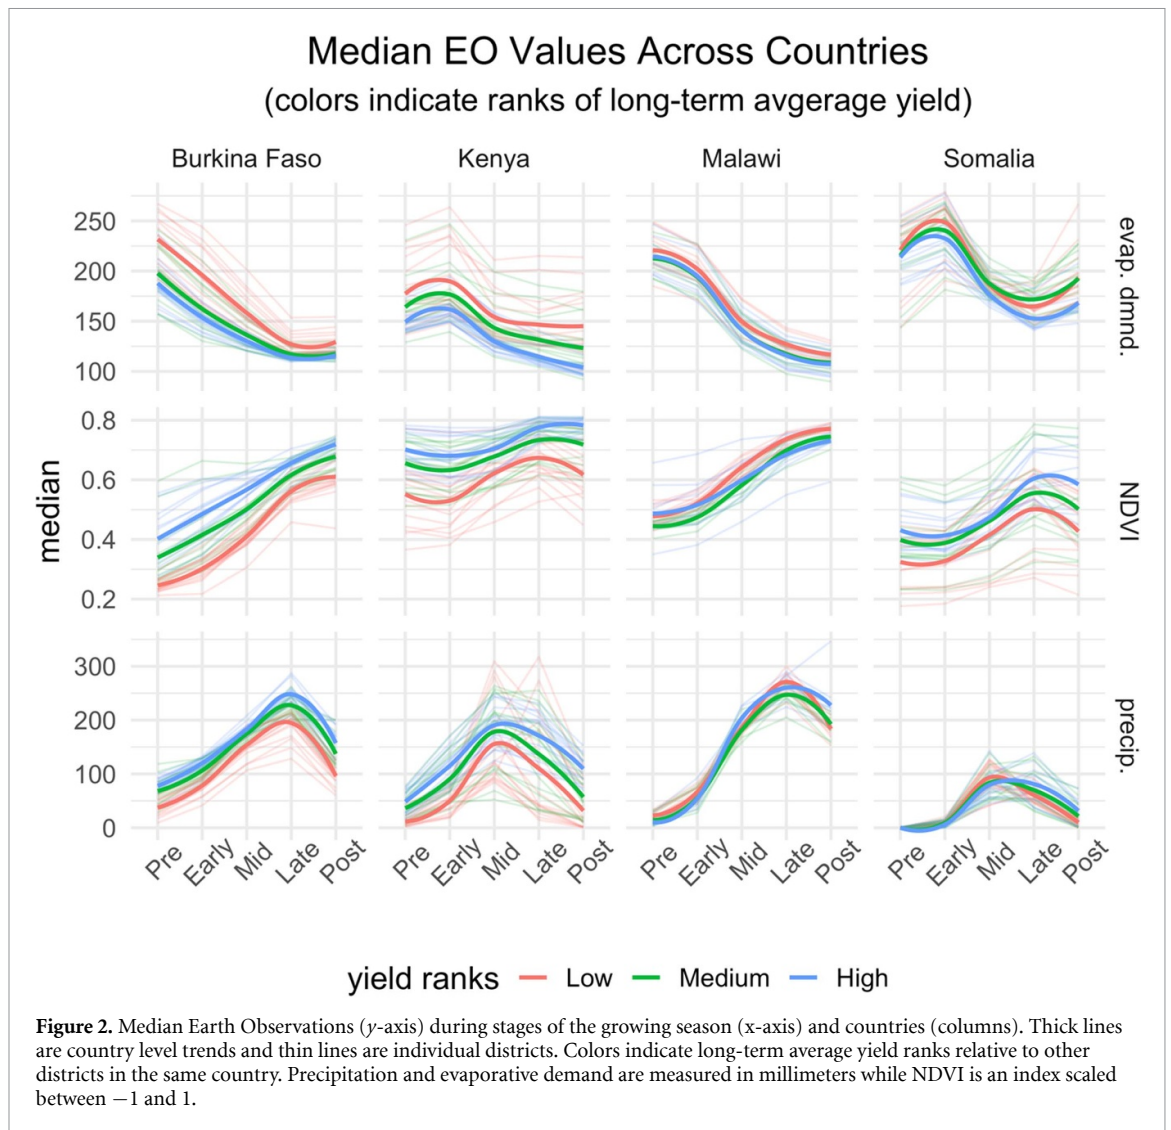 Median EO Values Across Countries
(colors indicate ranks of long-term avgerage yield)
Burkina Faso Kenya Malawi Somalia
250
200
150
100
evap. dmnd.
0.8
0.6
0.4
0.2
NDVI
median
300
200
100
0
precip.
Pre Early Mid Late Post Pre Early Mid Late Post Pre Early Mid Late Post Pre Early Mid Late Post
yield ranks Low Medium High
Figure 2. Median Earth Observations (y-axis) during stages of the growing season (x-axis) and countries (columns). Thick lines
are country level trends and thin lines are individual districts. Colors indicate long-term average yield ranks relative to other
districts in the same country. Precipitation and evaporative demand are measured in millimeters while NDVI is an index scaled
between −1 and 1.